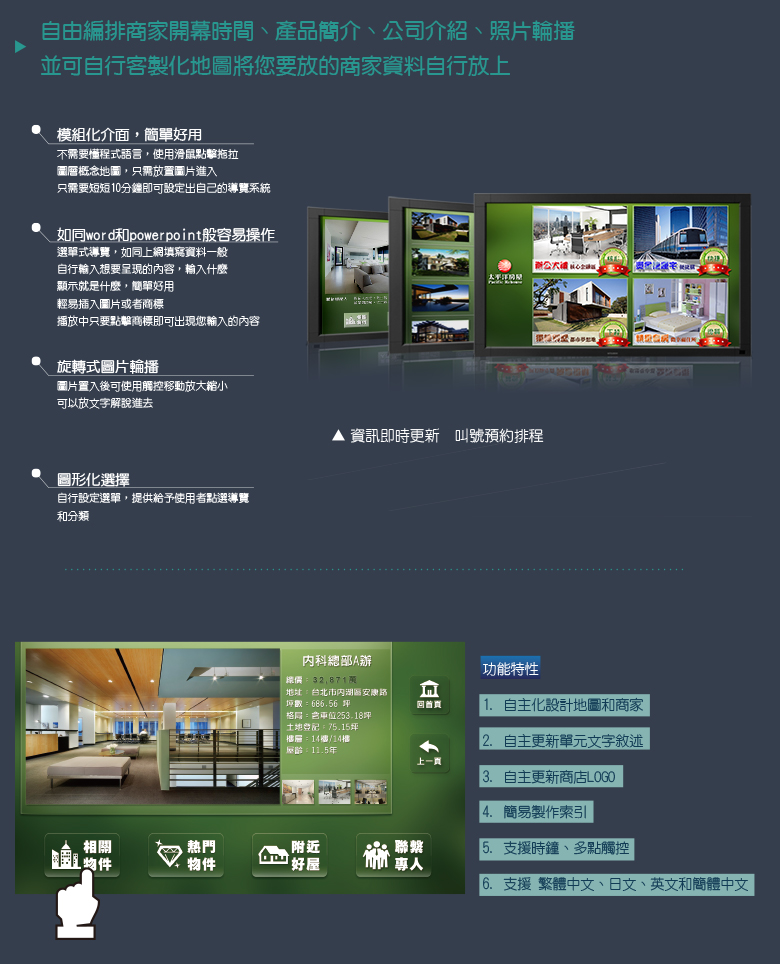 自由編排商家開幕時間、產品簡介、公司介紹、照片輪播
並可自行客製化地圖將您要放的商家資料自行放上
模組化介面，簡單好用
不需要懂程式語言，使用滑鼠點擊拖拉
圖層概念地圖，只需放置圖片進入
只需要短短10分鐘即可設定出自己的導覽系統
如同word和powerpoint般容易操作
選單式導覽，如同上網填寫資料一般
自行輸入想要呈現的內容，輸入什麼
顯示就是什麼，簡單好用
輕易插入圖片或者商標
播放中只要點擊商標即可出現您輸入的內容
旋轉式圖片輪播
圖片置入後可使用觸控移動放大縮小
可以放文字解說進去
圖形化選擇
自行設定選單，提供給予使用者點選導覽
和分類
太平洋房屋
Pacific Rehouse
辦公大樓
▲ 資訊即時更新 叫號預約排程
內科總部A辦
總價：32,871萬
地址：台北市內湖區安康路
坪數：686.56 坪
格局：含車位253.18坪
土地登記：75.15坪
樓層：14樓/14樓
屋齡：11.5年
回首頁
上一頁
相關
物件
熱門
物件
附近
好屋
聯繫
專人
功能特性
1. 自主化設計地圖和商家
2. 自主更新單元文字敘述
3. 自主更新商店LOGO
4. 簡易製作索引
5. 支援時鐘、多點觸控
6. 支援 繁體中文、日文、英文和簡體中文